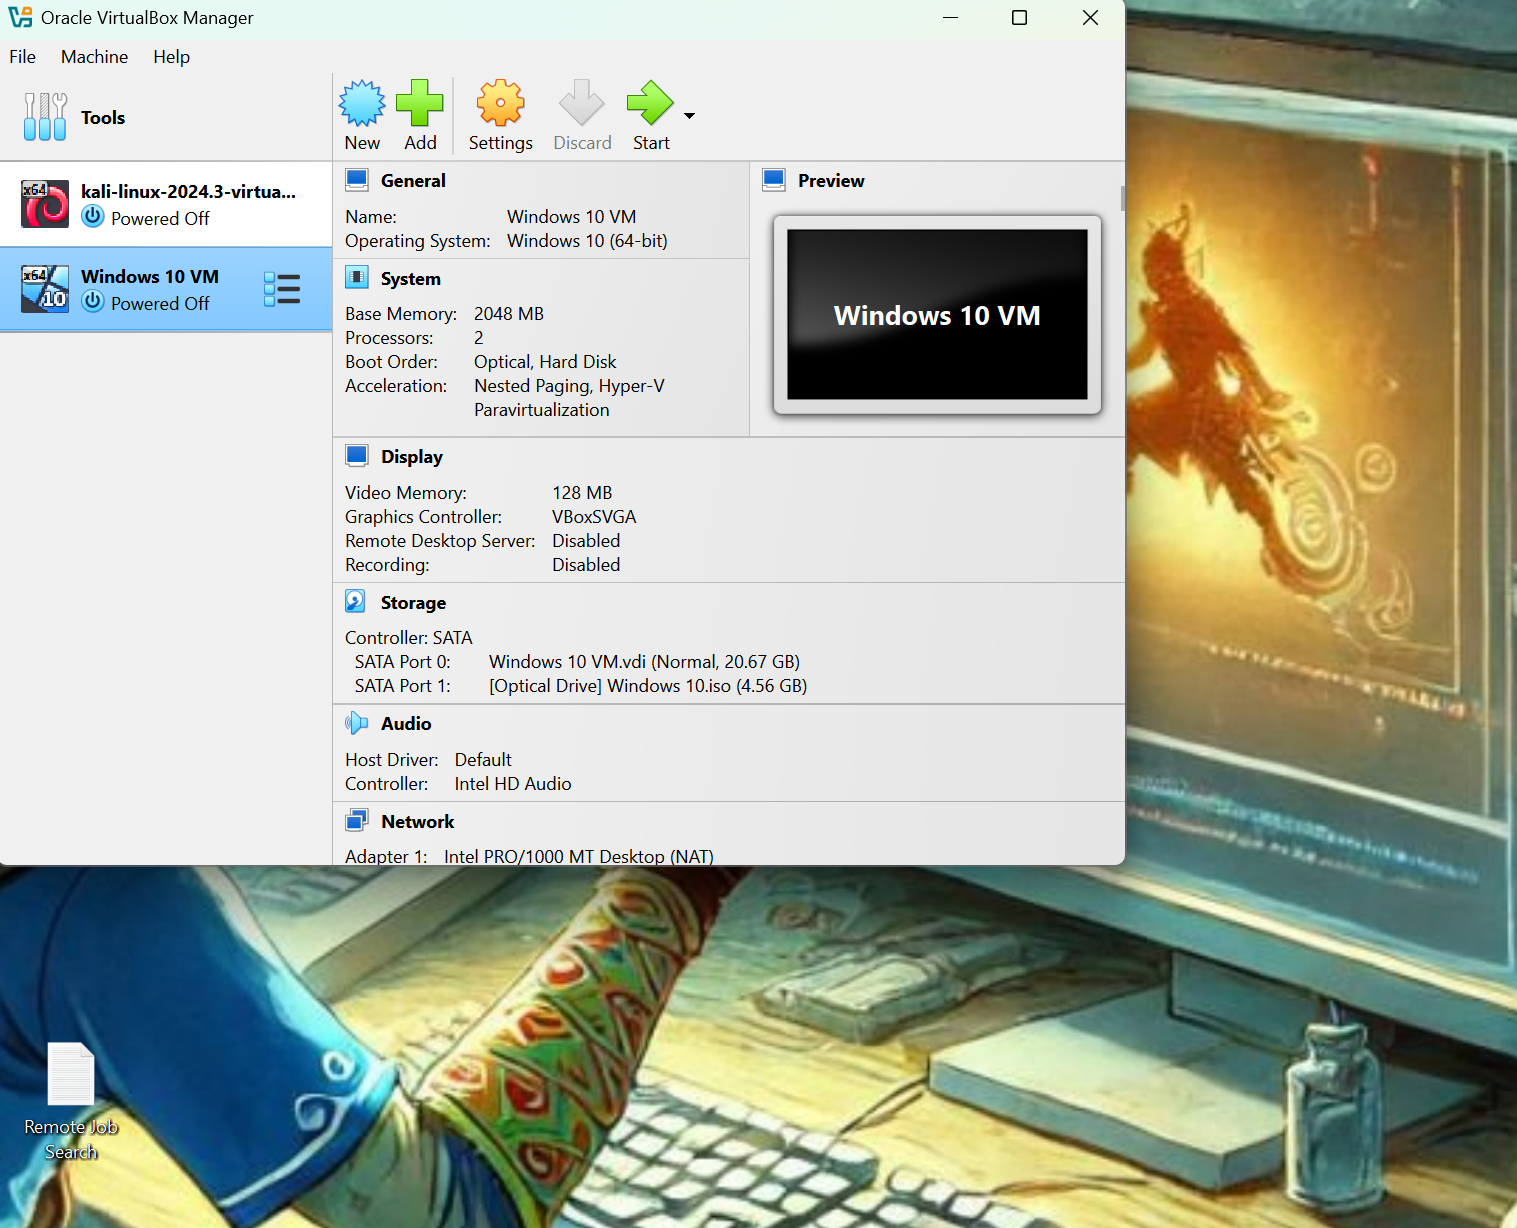 Oracle VirtualBox Manager
File Machine Help
Tools
New Add Settings Discard Start
x64
kali-linux-2024.3-virtua...
Powered Off
x64
10
Windows 10 VM
Powered Off
General
Name: Windows 10 VM
Operating System: Windows 10 (64-bit)
System
Base Memory: 2048 MB
Processors: 2
Boot Order: Optical, Hard Disk
Acceleration: Nested Paging, Hyper-V
Paravirtualization
Preview
Windows 10 VM
Display
Video Memory: 128 MB
Graphics Controller: VBoxSVGA
Remote Desktop Server: Disabled
Recording: Disabled
Storage
Controller: SATA
SATA Port 0: Windows 10 VM.vdi (Normal, 20.67 GB)
SATA Port 1: [Optical Drive] Windows 10.iso (4.56 GB)
Audio
Host Driver: Default
Controller: Intel HD Audio
Network
Adapter 1: Intel PRO/1000 MT Desktop (NAT)
Remote Job
Search